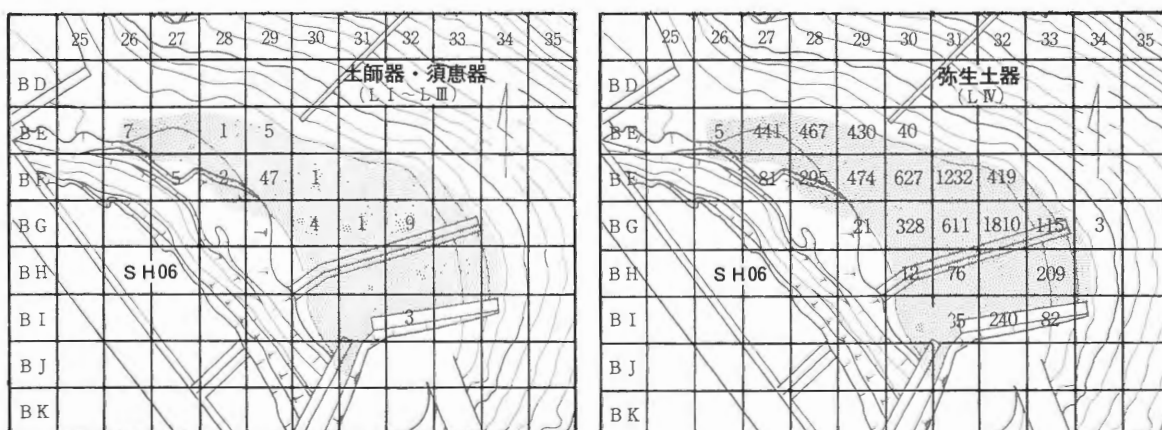 25 26 27 28 29 30 31 32 33 34 35
土師器・須恵器
(LⅠ~LⅢ)
BD
BE 7 1 5
BF 5 2 47 1
BG 4 1 9
BH SH06
BI 3
BJ
BK
25 26 27 28 29 30 31 32 33 34 35
弥生土器
(LⅣ)
BD
BE 5 441 467 430 40
BE 81 295 474 627 1232 419
BG 21 328 611 1810 115 3
BH SH06 12 76 209
BI 35 240 82
BJ
BK